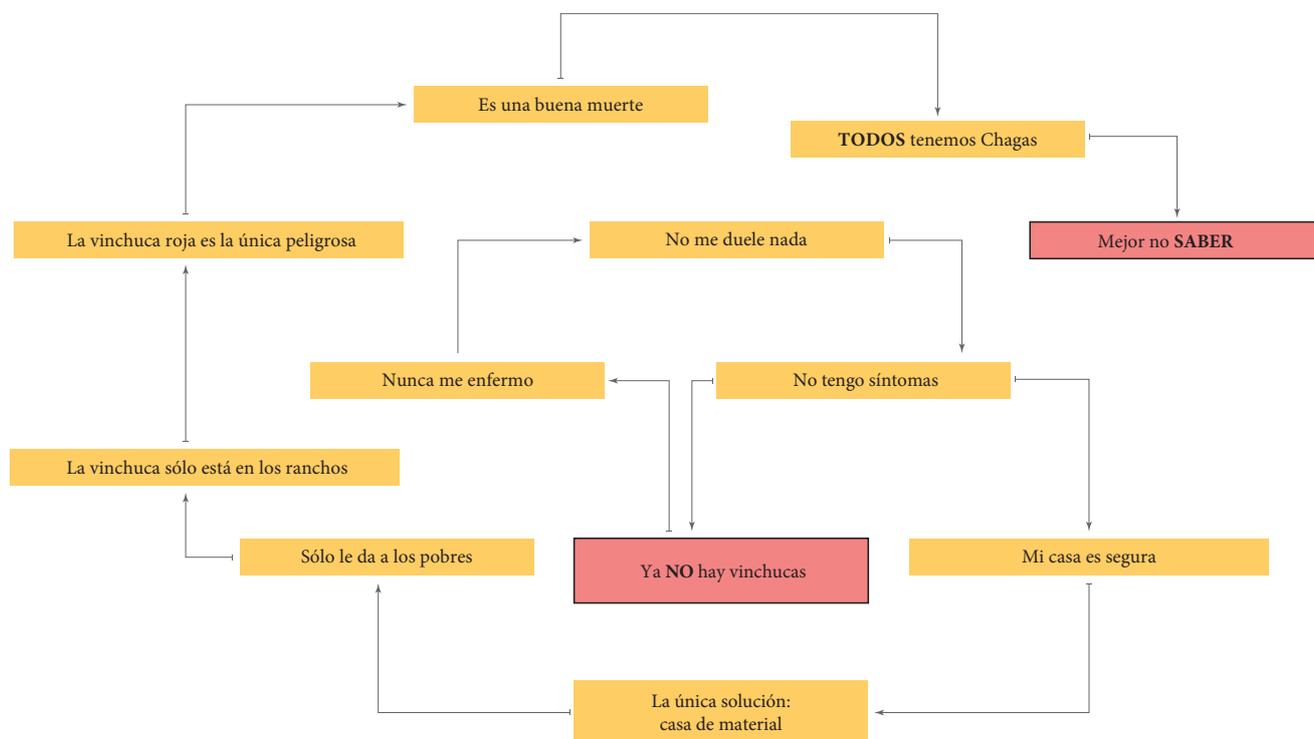 Es una buena muerte
TODOS tenemos Chagas
La vinchuca roja es la única peligrosa
No me duele nada
Mejor no SABER
Nunca me enfermo
No tengo síntomas
La vinchuca sólo está en los ranchos
Sólo le da a los pobres
Ya NO hay vinchucas
Mi casa es segura
La única solución:
casa de material